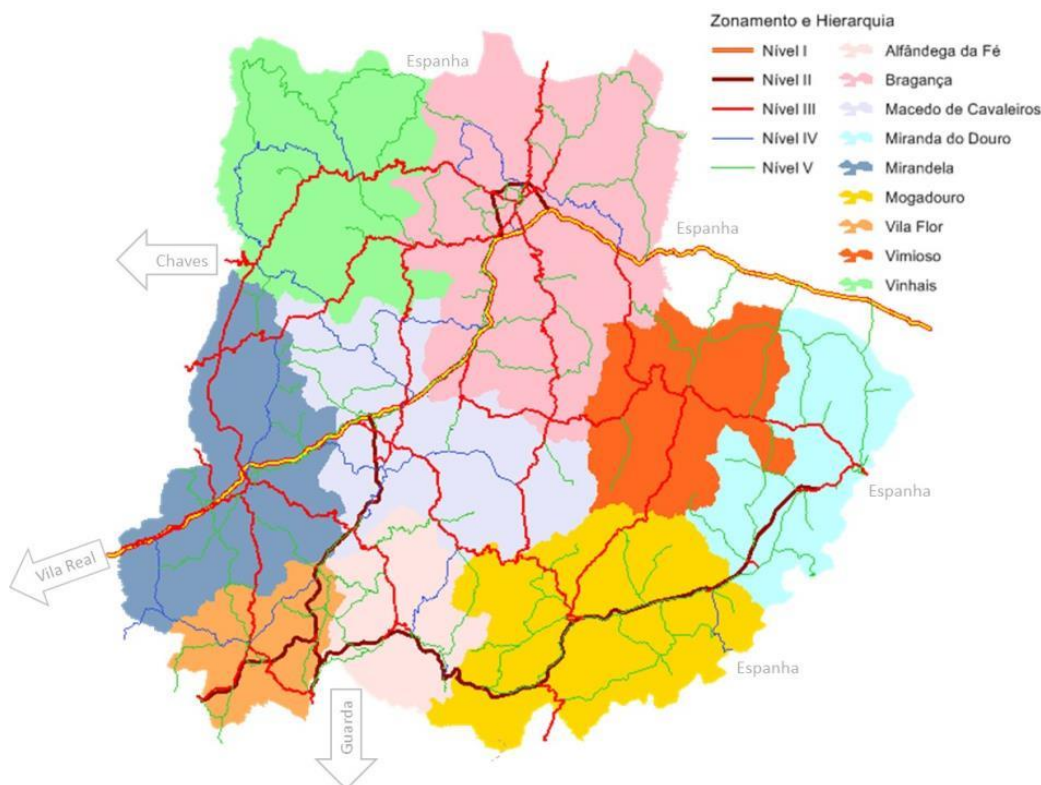 Zonamento e Hierarquia
Nível I
Nível II
Nível III
Nível IV
Nível V
Alfândega da Fé
Bragança
Macedo de Cavaleiros
Miranda do Douro
Mirandela
Mogadouro
Vila Flor
Vimioso
Vinhais
Espanha
Espanha
Chaves
Espanha
Vila Real
Espanha
Guarda